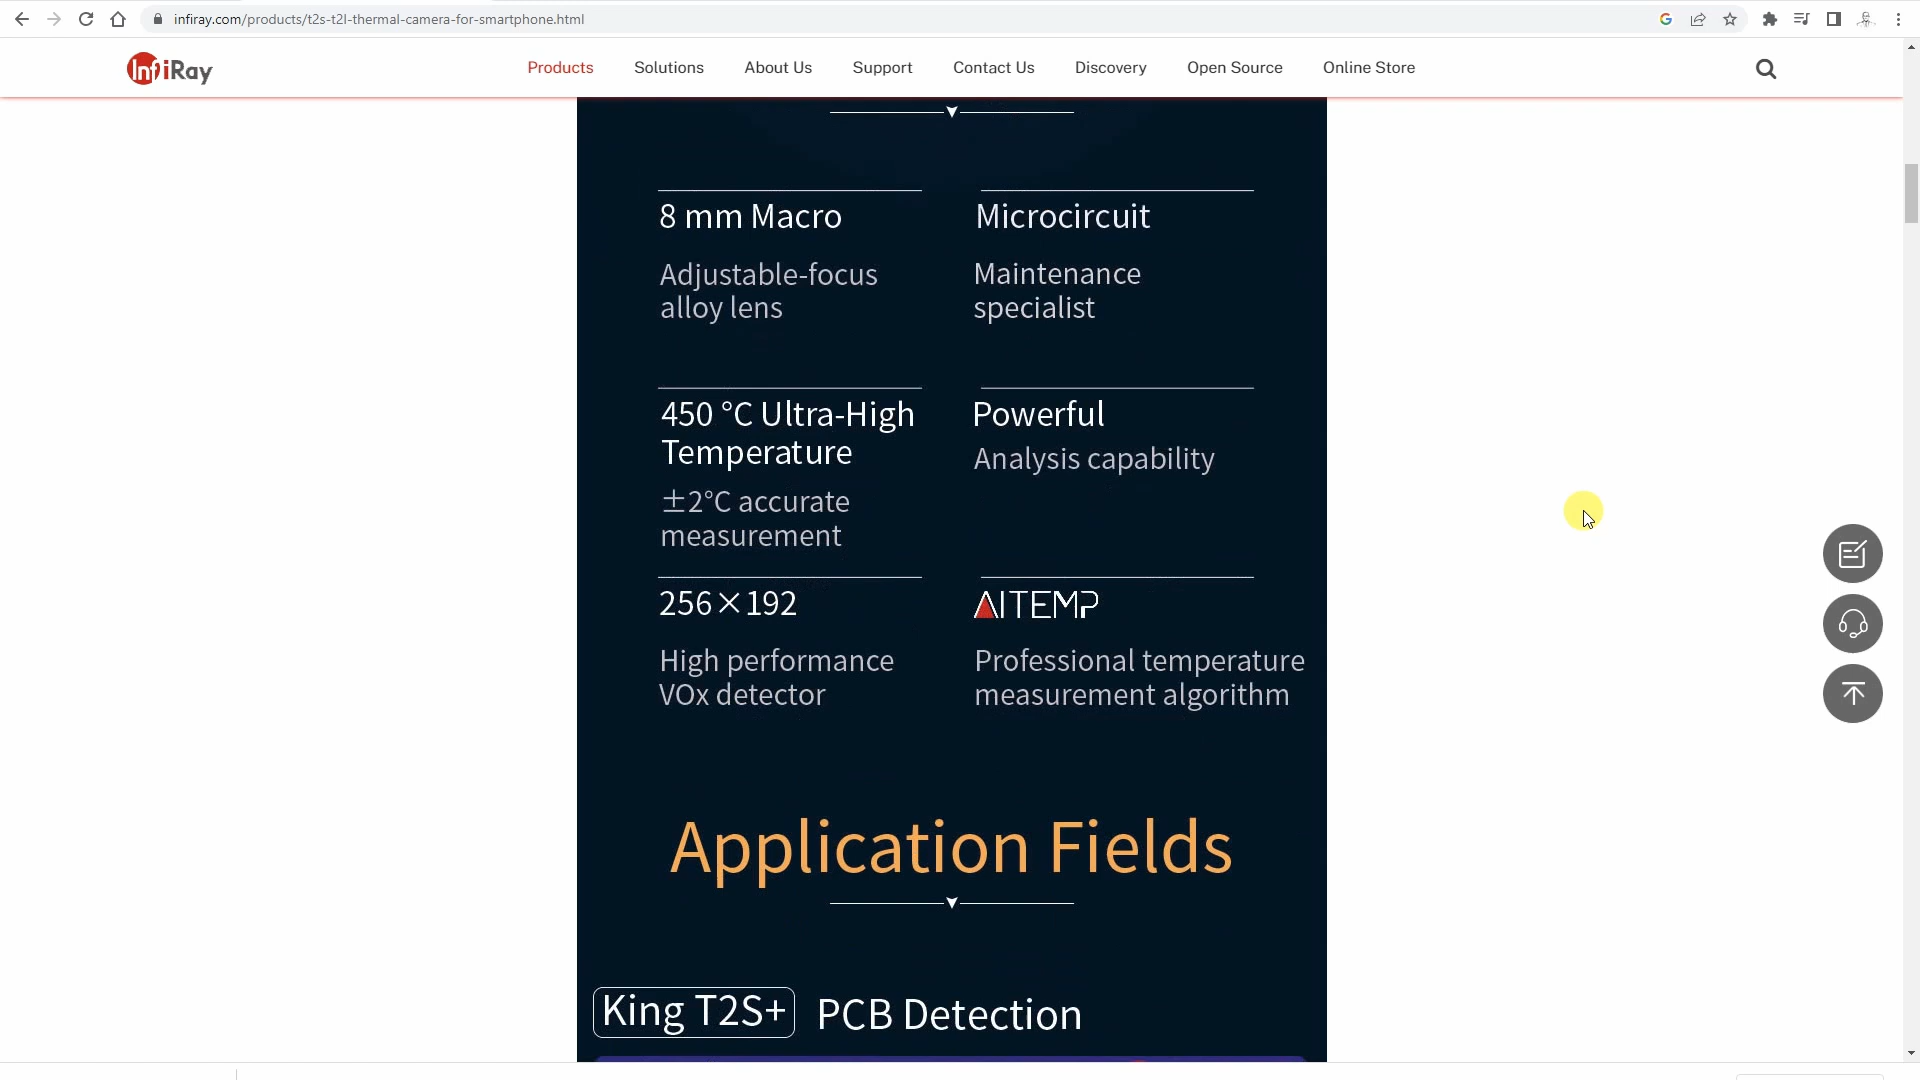 infiray.com/products/t2s-t2l-thermal-camera-for-smartphone.html
InfiRay
Products
Solutions
About Us
Support
Contact Us
Discovery
Open Source
Online Store
8 mm Macro
Adjustable-focus
alloy lens
Microcircuit
Maintenance
specialist
450 °C Ultra-High
Temperature
±2°C accurate
measurement
Powerful
Analysis capability
256×192
High performance
VOx detector
AITEMP
Professional temperature
measurement algorithm
Application Fields
King T2S+ PCB Detection